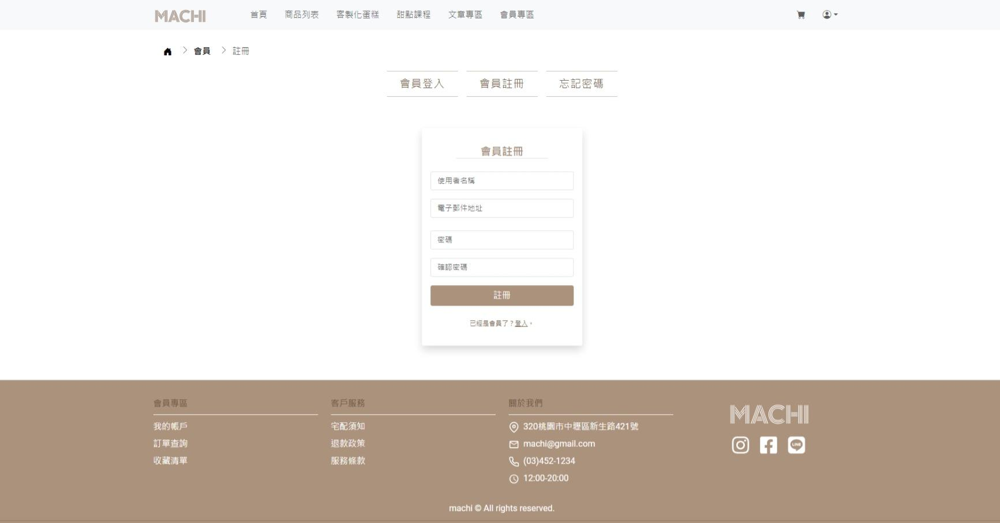 MACHI 首頁 商品列表 客製化蛋糕 甜點課程 文章專區 會員專區
會員 註冊
會員登入 會員註冊 忘記密碼
會員註冊
使用者名稱
電子郵件地址
密碼
確認密碼
註冊
已經是會員了？登入。
會員專區
我的帳戶
訂單查詢
收藏清單
客戶服務
宅配須知
退款政策
服務條款
關於我們
320桃園市中壢區新生路421號
machi@gmail.com
(03)452-1234
12:00-20:00
MACHI
LINE
machi © All rights reserved.